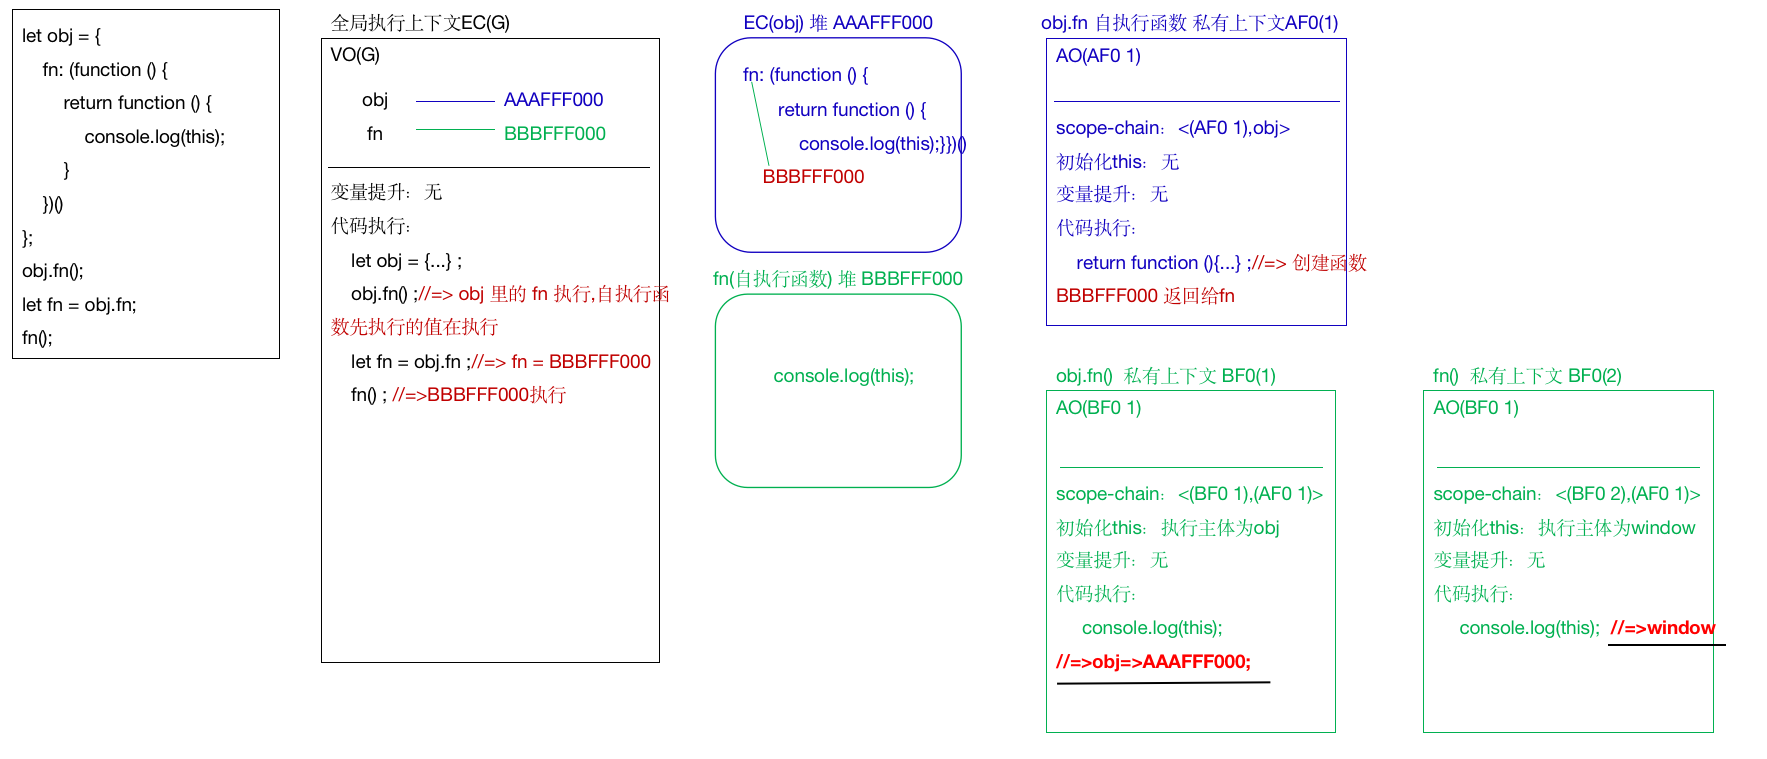 let obj = {
fn: (function () {
return function () {
console.log(this);
}
})()
};
obj.fn();
let fn = obj.fn;
fn();
全局执行上下文EC(G)
VO(G)
obj AAAFFF000
fn BBBFFF000
变量提升：无
代码执行：
let obj = {...} ;
obj.fn() ;//=> obj 里的 fn 执行,自执行函
数先执行的值在执行
let fn = obj.fn ;//=> fn = BBBFFF000
fn() ; //=>BBBFFF000执行
EC(obj) 堆 AAAFFF000
fn: (function () {
return function () {
console.log(this);}})()
BBBFFF000
fn(自执行函数) 堆 BBBFFF000
console.log(this);
obj.fn 自执行函数 私有上下文AF0(1)
AO(AF0 1)
scope-chain：<(AF0 1),obj>
初始化this：无
变量提升：无
代码执行：
return function (){...} ;//=> 创建函数
BBBFFF000 返回给fn
obj.fn() 私有上下文 BF0(1)
AO(BF0 1)
scope-chain：<(BF0 1),(AF0 1)>
初始化this：执行主体为obj
变量提升：无
代码执行：
console.log(this);
//=>obj=>AAAFFF000;
fn() 私有上下文 BF0(2)
AO(BF0 1)
scope-chain：<(BF0 2),(AF0 1)>
初始化this：执行主体为window
变量提升：无
代码执行：
console.log(this); //=>window